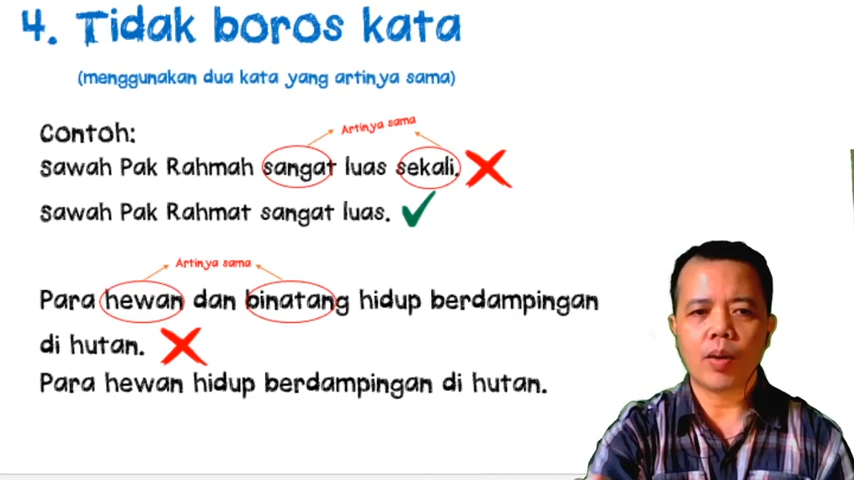 4. Tidak boros kata
(menggunakan dua kata yang artinya sama)
Contoh:
Artinya sama
Sawah Pak Rahmah sangat luas sekali.
Sawah Pak Rahmat sangat luas.
Artinya sama
Para hewan dan binatang hidup berdampingan
di hutan.
Para hewan hidup berdampingan di hutan.